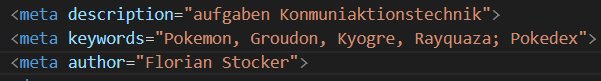 <meta description="aufgaben Konmuniaktionstechnik">
<meta keywords="Pokemon, Groudon, Kyogre, Rayquaza; Pokedex">
<meta author="Florian Stocker">